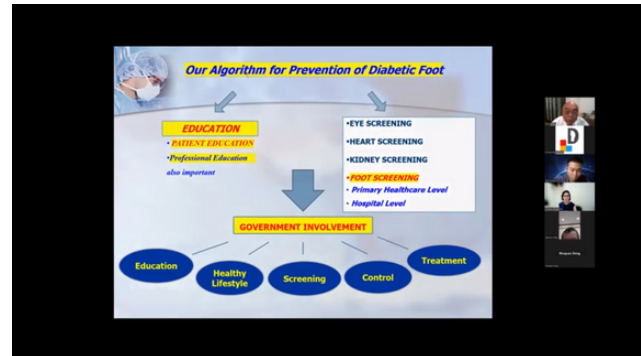 Our Algorithm for Prevention of Diabetic Foot
EDUCATION
• PATIENT EDUCATION
•Professional Education
also important
•EYE SCREENING
•HEART SCREENING
•KIDNEY SCREENING
•FOOT SCREENING
• Primary Healthcare Level
• Hospital Level
GOVERNMENT INVOLVEMENT
Education
Healthy
Lifestyle
Screening
Control
Treatment
D